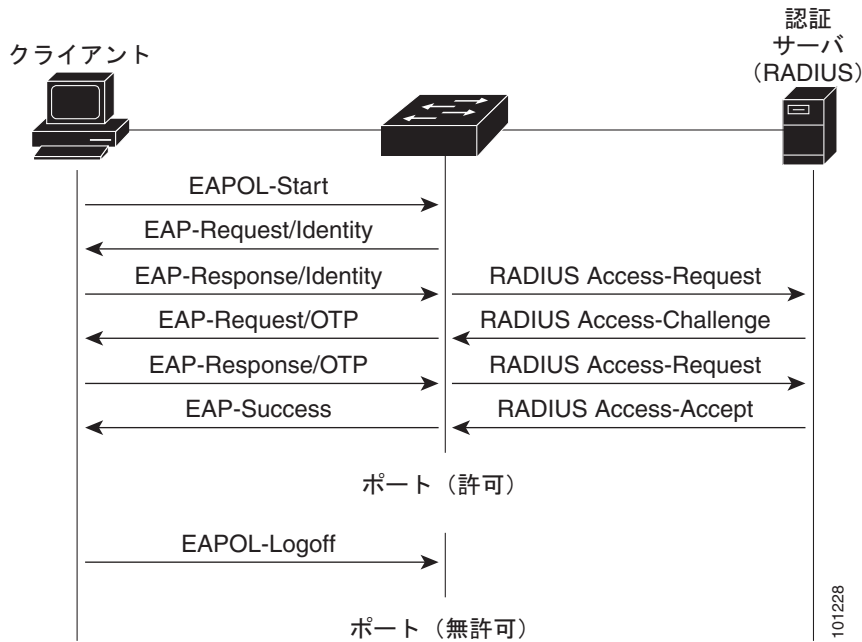 クライアント
認証
サーバ
(RADIUS)
EAPOL-Start
EAP-Request/Identity
EAP-Response/Identity
RADIUS Access-Request
EAP-Request/OTP
RADIUS Access-Challenge
EAP-Response/OTP
RADIUS Access-Request
EAP-Success
RADIUS Access-Accept
ポート（許可）
EAPOL-Logoff
ポート（無許可）
101228